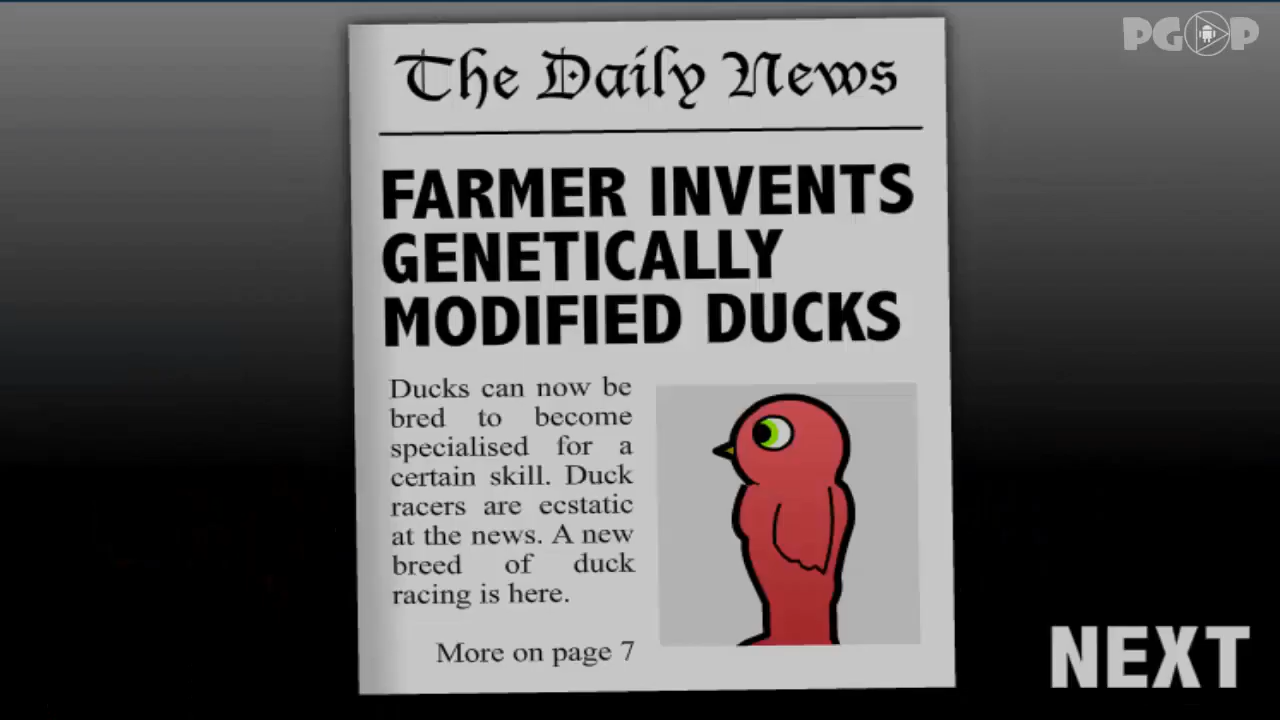 PGP
The Daily News
FARMER INVENTS
GENETICALLY
MODIFIED DUCKS
Ducks can now be
bred to become
specialised for a
certain skill. Duck
racers are ecstatic
at the news. A new
breed of duck
racing is here.
More on page 7
NEXT